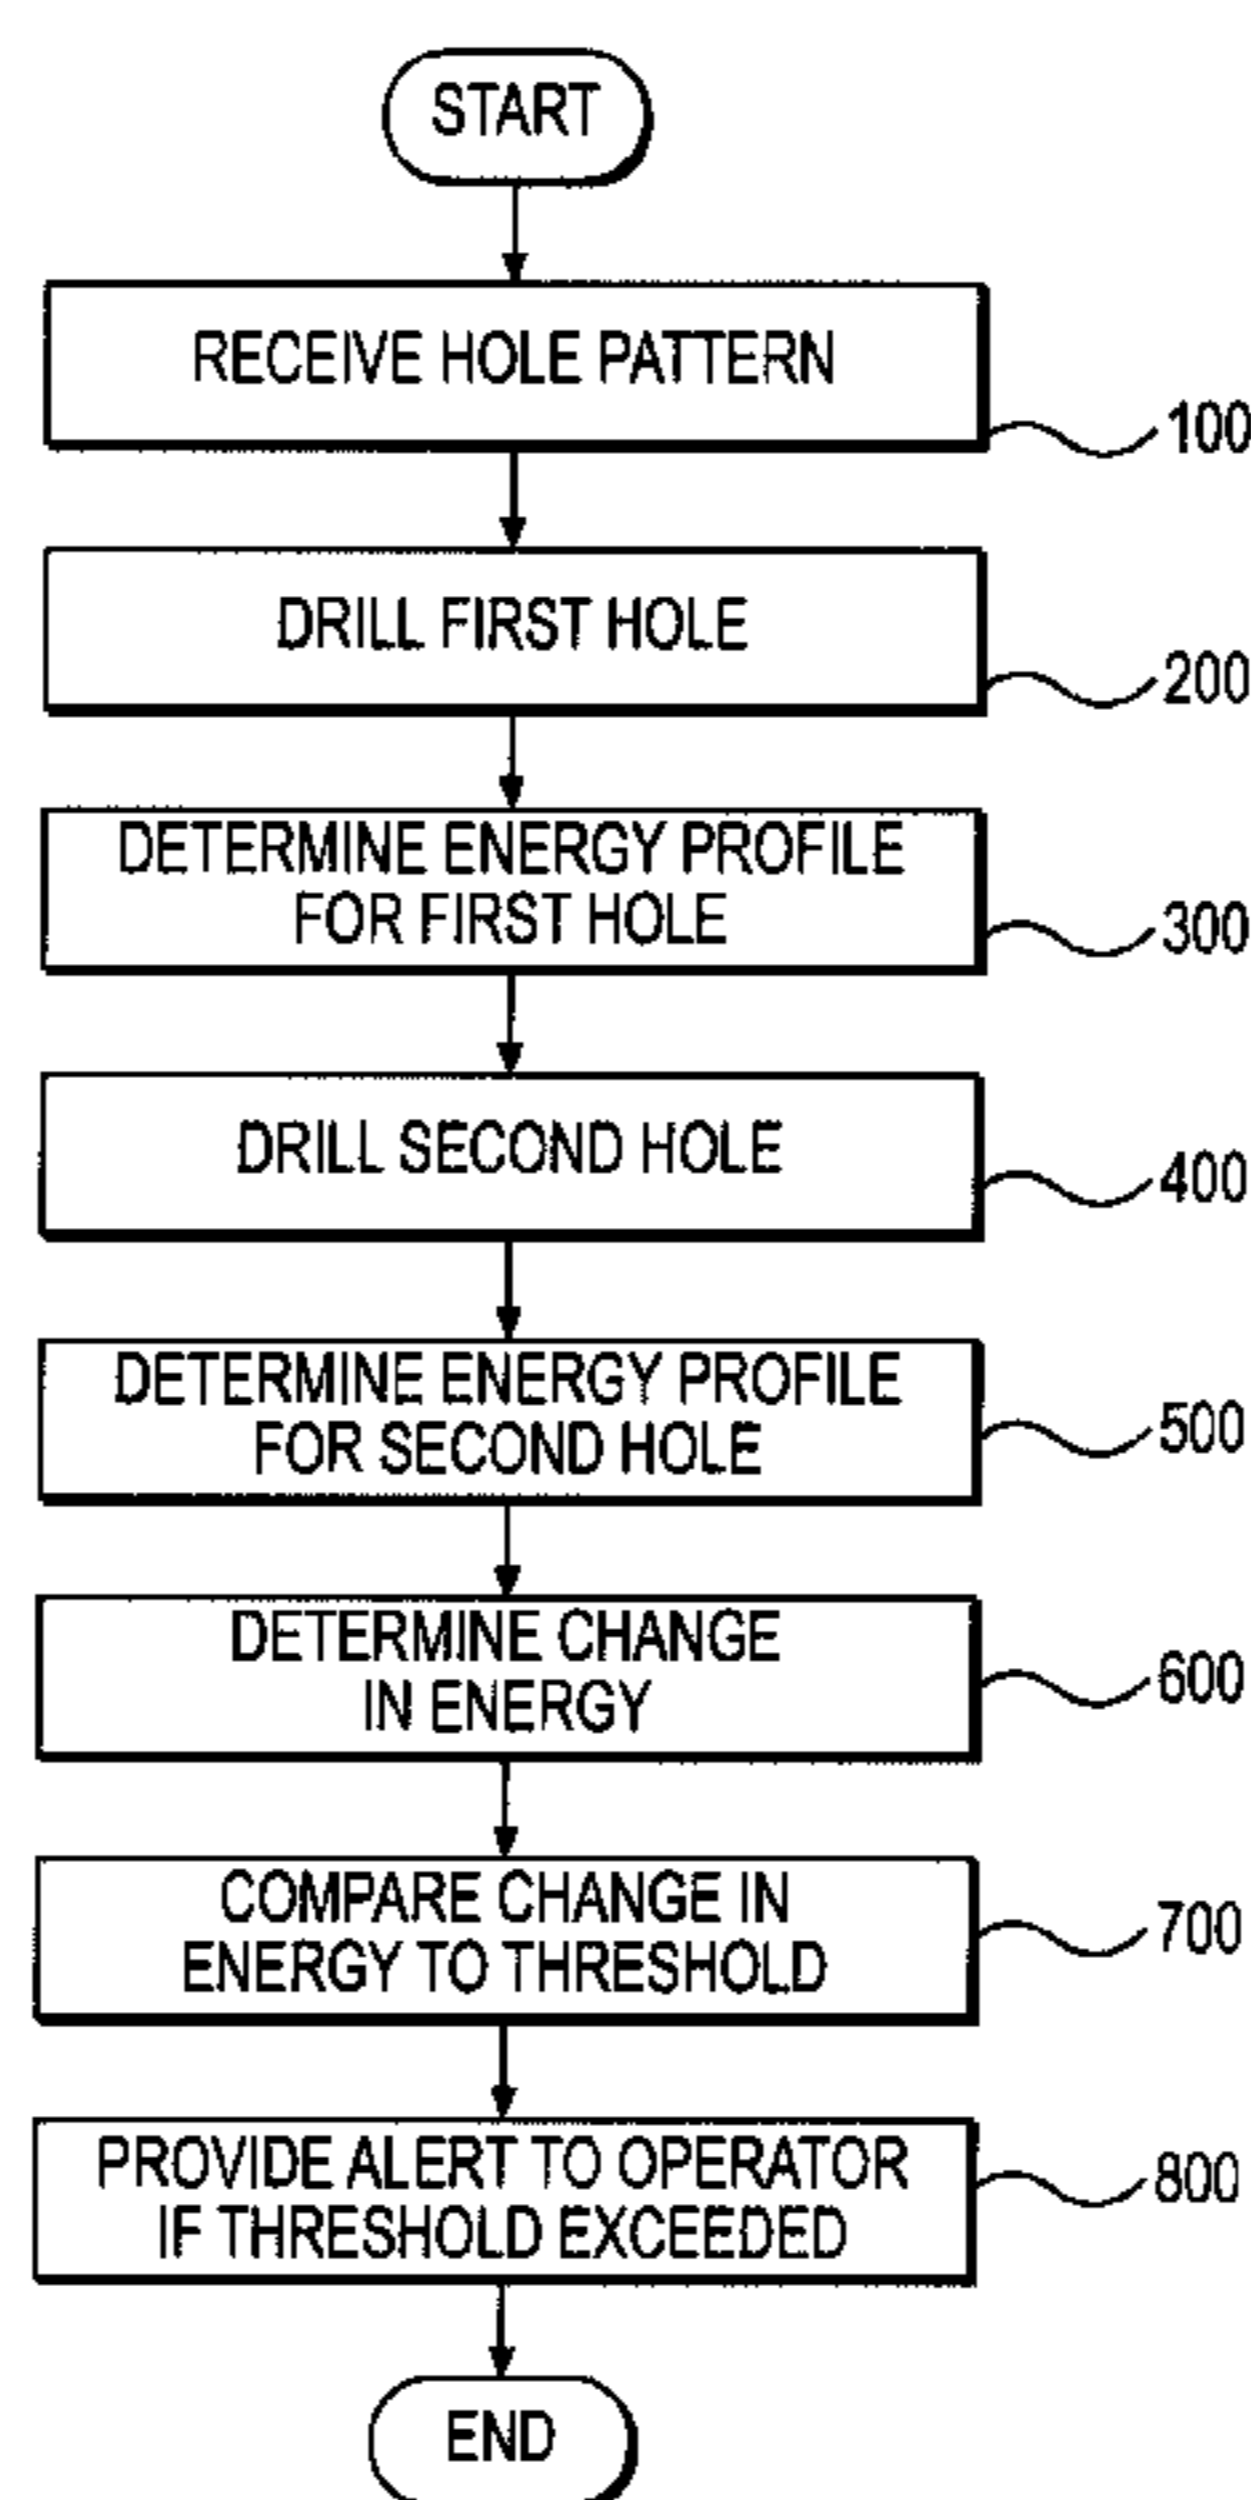 START
RECEIVE HOLE PATTERN
100
DRILL FIRST HOLE
200
DETERMINE ENERGY PROFILE
FOR FIRST HOLE
300
DRILL SECOND HOLE
400
DETERMINE ENERGY PROFILE
FOR SECOND HOLE
500
DETERMINE CHANGE
IN ENERGY
600
COMPARE CHANGE IN
ENERGY TO THRESHOLD
700
PROVIDE ALERT TO OPERATOR
IF THRESHOLD EXCEEDED
800
END